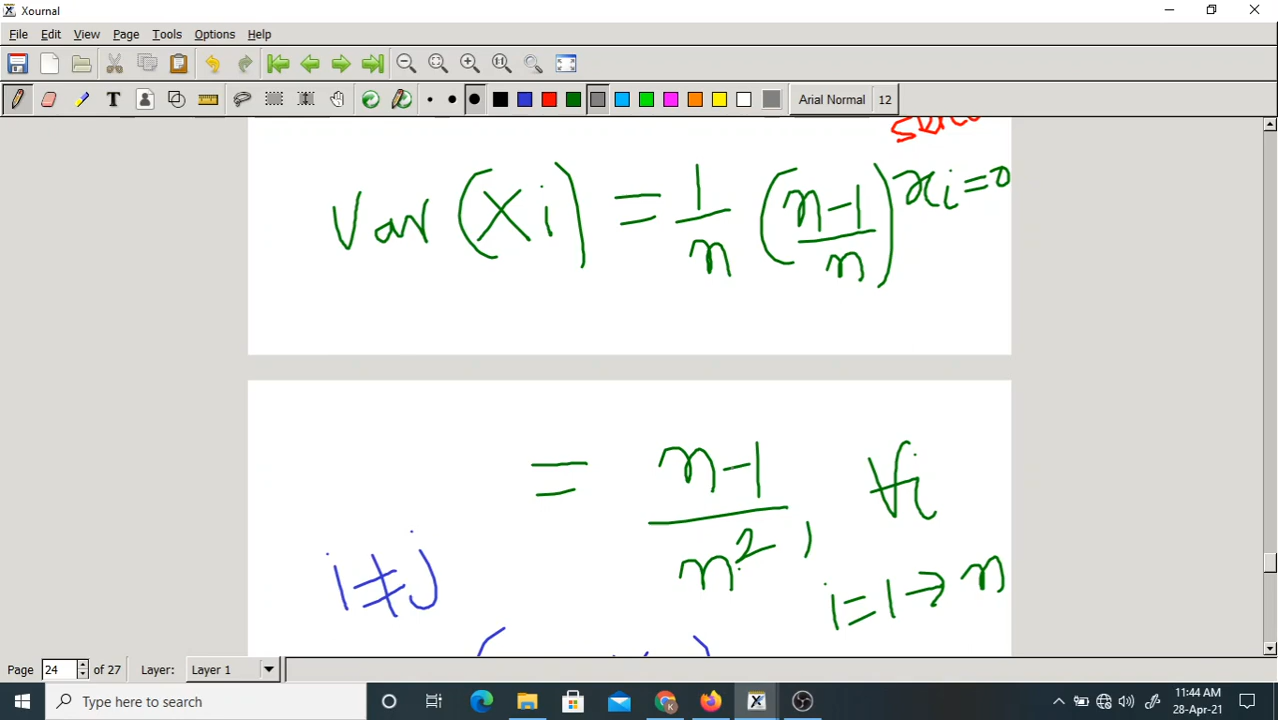 Xournal
File Edit View Page Tools Options Help
T Arial Normal 12
Var (Xi) = 1/n (n-1/n) xi=0
= n-1/n², ∀i
i≠j
i=1→n
Page 24 of 27 Layer: Layer 1
Type here to search
11:44 AM
28-Apr-21